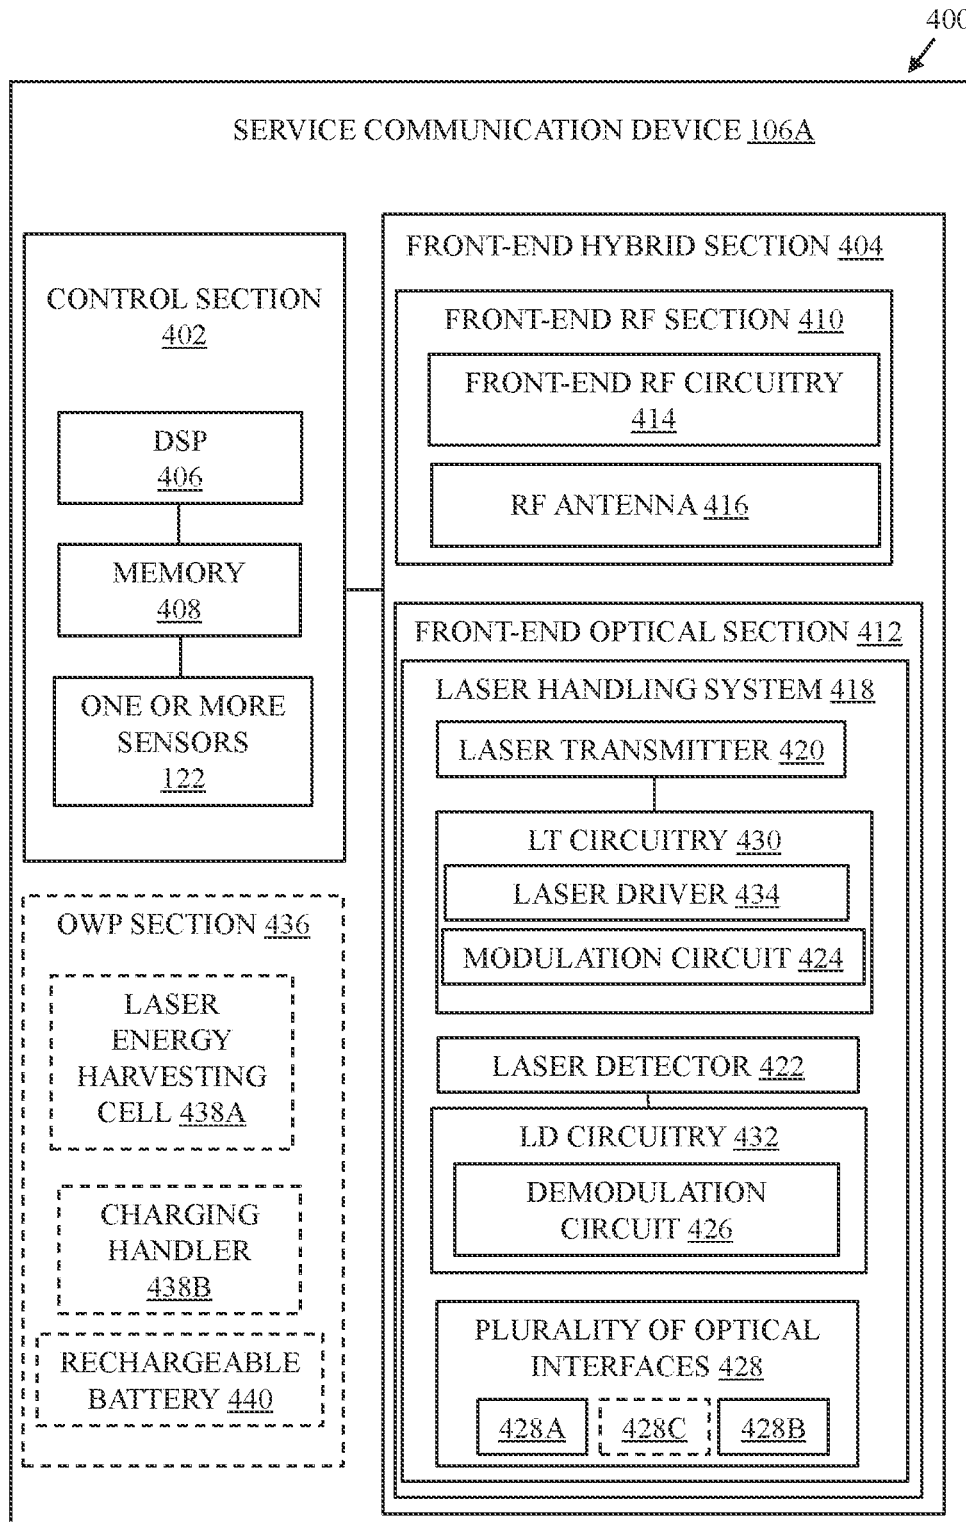 400
SERVICE COMMUNICATION DEVICE 106A
CONTROL SECTION
402
DSP
406
MEMORY
408
ONE OR MORE
SENSORS
122
OWP SECTION 436
LASER
ENERGY
HARVESTING
CELL 438A
CHARGING
HANDLER
438B
RECHARGEABLE
BATTERY 440
FRONT-END HYBRID SECTION 404
FRONT-END RF SECTION 410
FRONT-END RF CIRCUITRY
414
RF ANTENNA 416
FRONT-END OPTICAL SECTION 412
LASER HANDLING SYSTEM 418
LASER TRANSMITTER 420
LT CIRCUITRY 430
LASER DRIVER 434
MODULATION CIRCUIT 424
LASER DETECTOR 422
LD CIRCUITRY 432
DEMODULATION
CIRCUIT 426
PLURALITY OF OPTICAL
INTERFACES 428
428A 428C 428B